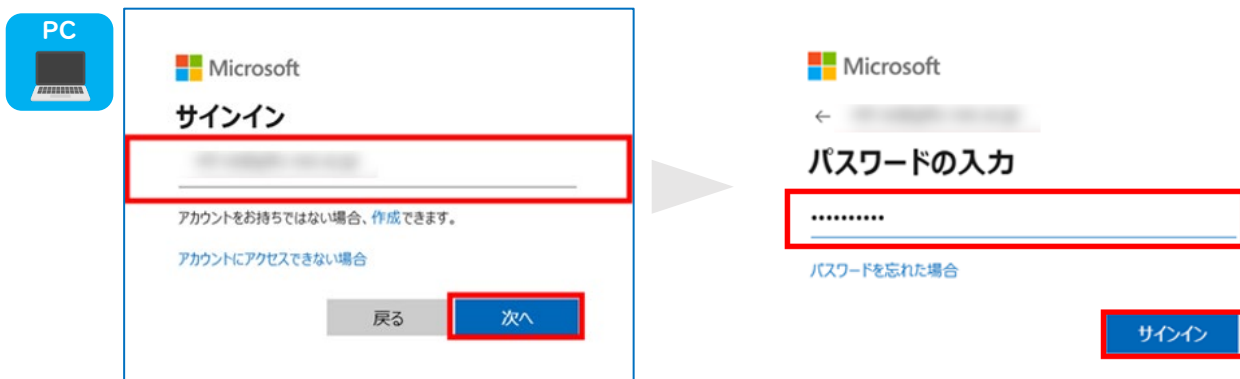 PC
Microsoft
サインイン
アカウントをお持ちではない場合、作成できます。
アカウントにアクセスできない場合
戻る
次へ
Microsoft
←
パスワードの入力
••••••••••
パスワードを忘れた場合
サインイン